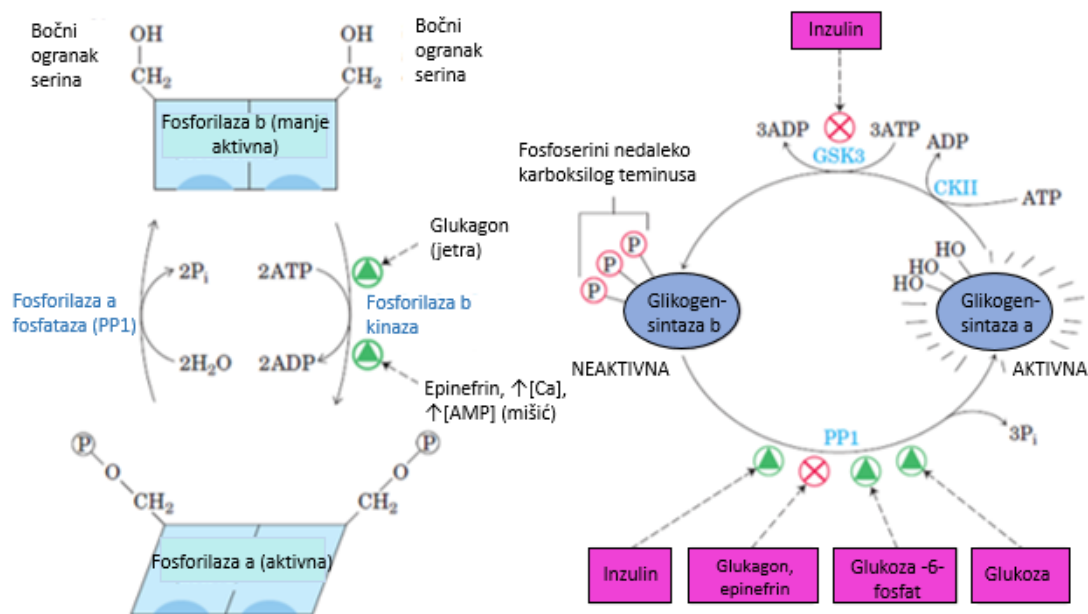 Bočni
ogranak
serina
OH
CH₂
OH
CH₂
Bočni
ogranak
serina
Fosforilaza b (manje
aktivna)
Glukagon
(jetra)
2Pᵢ
2ATP
Fosforilaza a
fosfataza (PP1)
Fosforilaza b
kinaza
2H₂O
2ADP
Epinefrin, ↑[Ca],
↑[AMP] (mišić)
P
O
CH₂
P
O
CH₂
Fosforilaza a (aktivna)
Inzulin
3ADP
3ATP
GSK3
ADP
CKII
ATP
Fosfoserini nedaleko
karboksilog teminusa
P
P
P
HO
HO
HO
Glikogen-
sintaza b
Glikogen-
sintaza a
NEAKTIVNA
AKTIVNA
PP1
3Pᵢ
Inzulin
Glukagon,
epinefrin
Glukoza -6-
fosfat
Glukoza